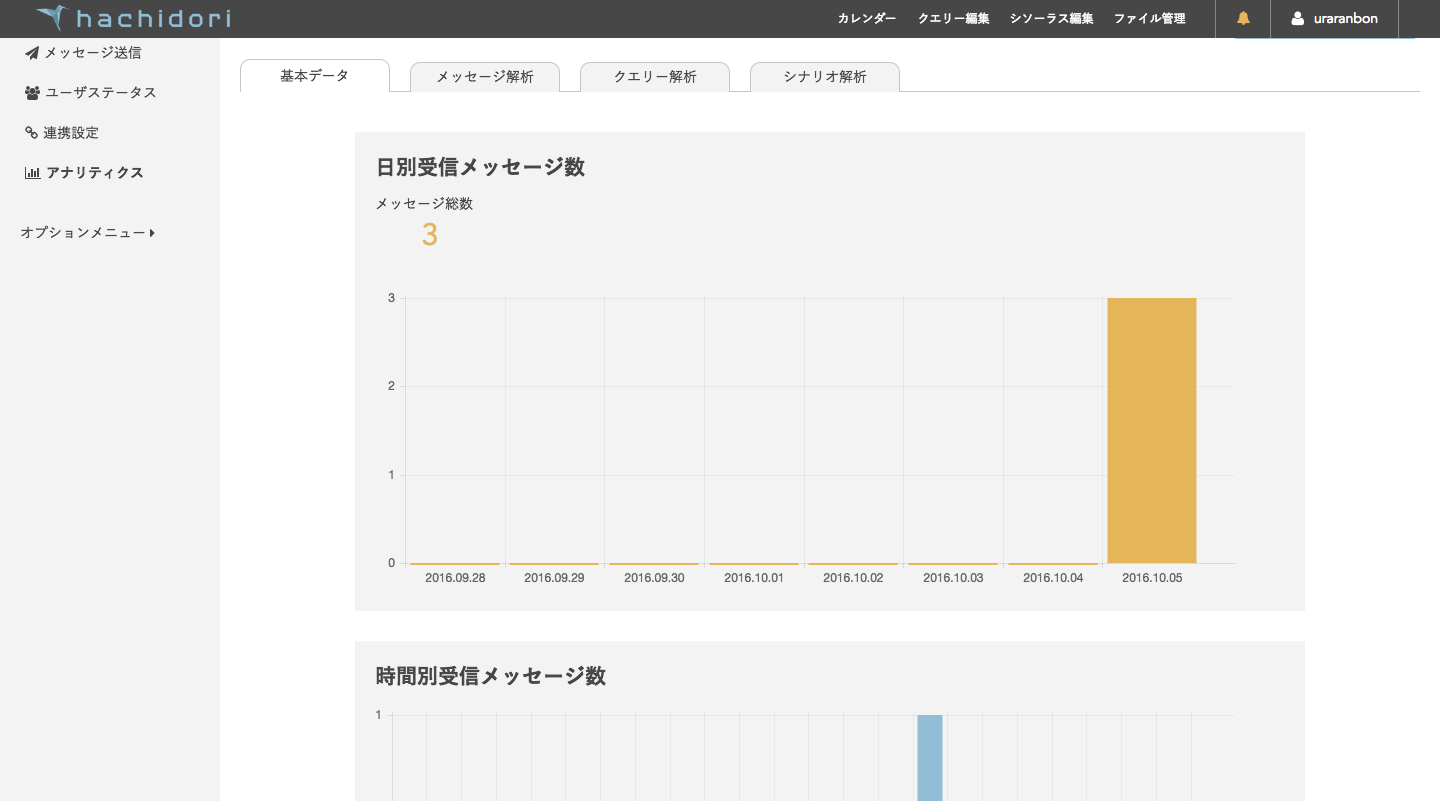 hachidori
カレンダー クエリー編集 シソーラス編集 ファイル管理 uraranbon
メッセージ送信
ユーザステータス
連携設定
アナリティクス
オプションメニュー
基本データ メッセージ解析 クエリー解析 シナリオ解析
日別受信メッセージ数
メッセージ総数
3
3
2
1
0
2016.09.28 2016.09.29 2016.09.30 2016.10.01 2016.10.02 2016.10.03 2016.10.04 2016.10.05
時間別受信メッセージ数
1